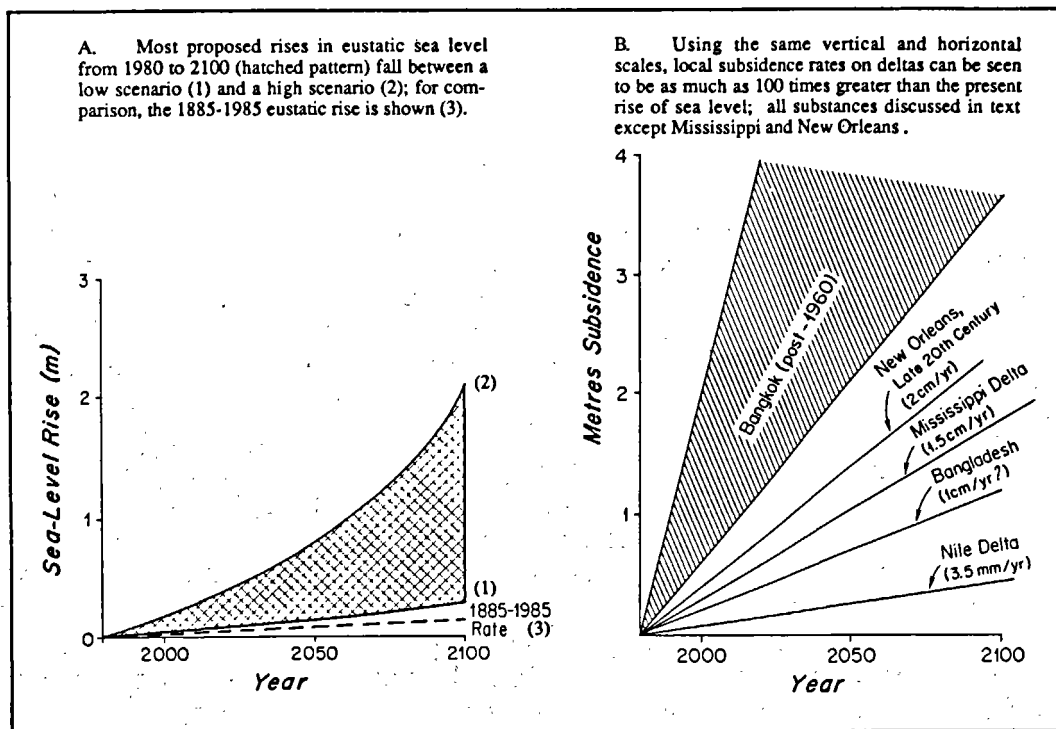 A. Most proposed rises in eustatic sea level
from 1980 to 2100 (hatched pattern) fall between a
low scenario (1) and a high scenario (2); for com-
parison, the 1885-1985 eustatic rise is shown (3).
3
2
1
0
Sea-Level Rise (m)
(2)
(1)
1885-1985
Rate (3)
2000
2050
2100
Year
B. Using the same vertical and horizontal
scales, local subsidence rates on deltas can be seen
to be as much as 100 times greater than the present
rise of sea level; all substances discussed in text
except Mississippi and New Orleans.
4
3
2
1
Metres Subsidence
Bangkok (post-1960)
New Orleans,
Late 20th Century
(2cm/yr)
Mississippi Delta
(1.5cm/yr)
Bangladesh
(1cm/yr?)
Nile Delta
(3.5 mm/yr)
2000
2050
2100
Year